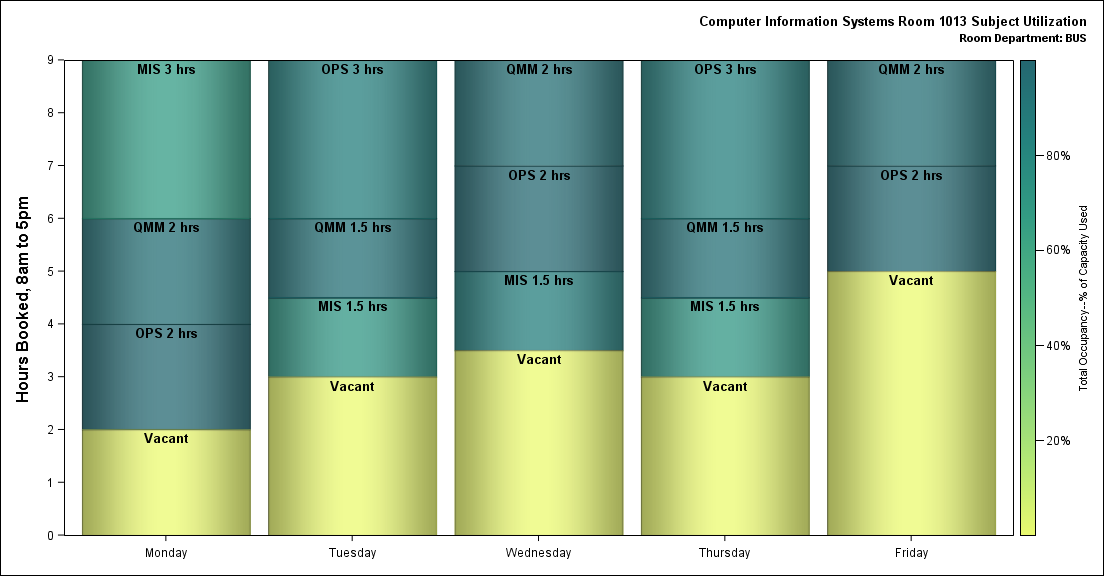 Computer Information Systems Room 1013 Subject Utilization
Room Department: BUS
Hours Booked, 8am to 5pm
9
8
7
6
5
4
3
2
1
0
MIS 3 hrs
QMM 2 hrs
OPS 2 hrs
Vacant
OPS 3 hrs
QMM 1.5 hrs
MIS 1.5 hrs
Vacant
QMM 2 hrs
OPS 2 hrs
MIS 1.5 hrs
Vacant
OPS 3 hrs
QMM 1.5 hrs
MIS 1.5 hrs
Vacant
QMM 2 hrs
OPS 2 hrs
Vacant
Monday
Tuesday
Wednesday
Thursday
Friday
80%
60%
40%
20%
Total Occupancy--% of Capacity Used